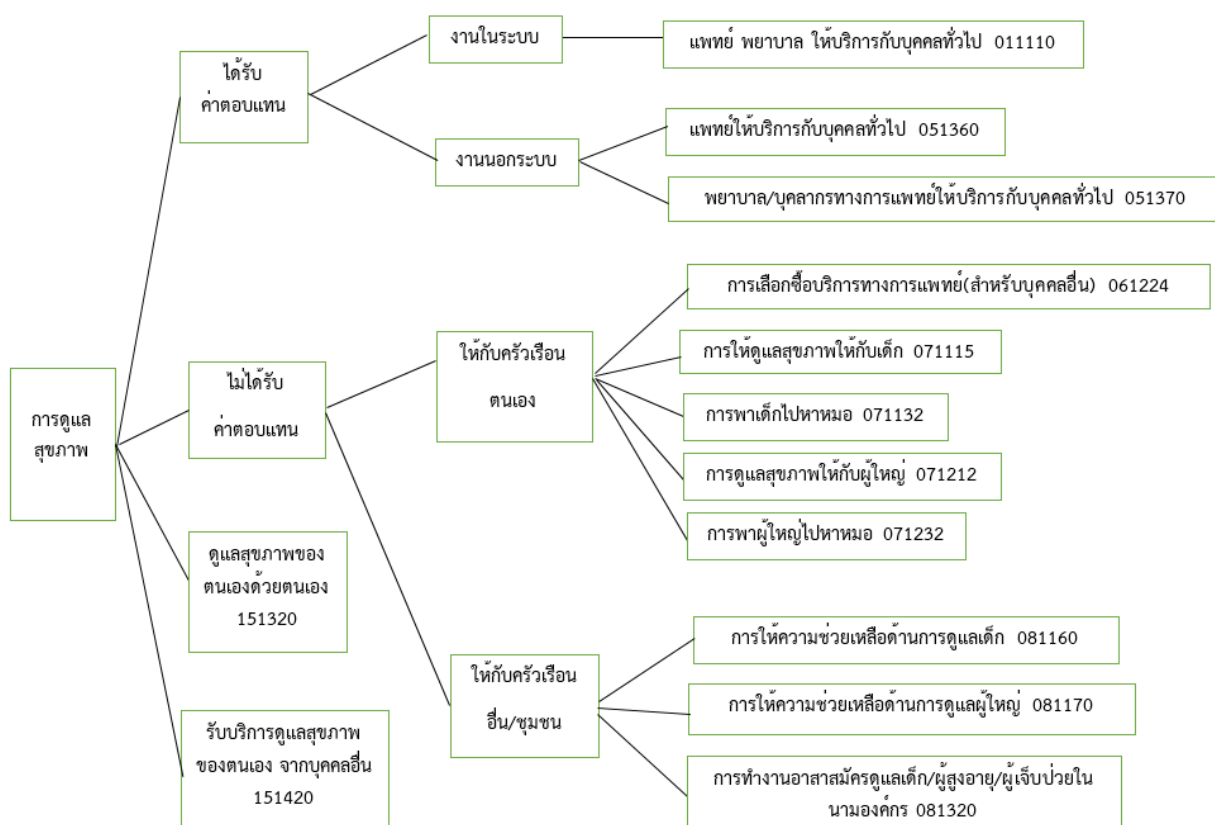 การดูแล
สุขภาพ
ได้รับ
ค่าตอบแทน
งานในระบบ
แพทย์ พยาบาล ให้บริการกับบุคคลทั่วไป 011110
งานนอกระบบ
แพทย์ให้บริการกับบุคคลทั่วไป 051360
พยาบาล/บุคลากรทางการแพทย์ให้บริการกับบุคคลทั่วไป 051370
ไม่ได้รับ
ค่าตอบแทน
ให้กับครัวเรือน
ตนเอง
การเลือกซื้อบริการทางการแพทย์(สำหรับบุคคลอื่น) 061224
การให้ดูแลสุขภาพให้กับเด็ก 071115
การพาเด็กไปหาหมอ 071132
การดูแลสุขภาพให้กับผู้ใหญ่ 071212
การพาผู้ใหญ่ไปหาหมอ 071232
ให้กับครัวเรือน
อื่น/ชุมชน
การให้ความช่วยเหลือด้านการดูแลเด็ก 081160
การให้ความช่วยเหลือด้านการดูแลผู้ใหญ่ 081170
การทำงานอาสาสมัครดูแลเด็ก/ผู้สูงอายุ/ผู้เจ็บป่วยใน
นามองค์กร 081320
ดูแลสุขภาพของ
ตนเองด้วยตนเอง
151320
รับบริการดูแลสุขภาพ
ของตนเอง จากบุคคลอื่น
151420